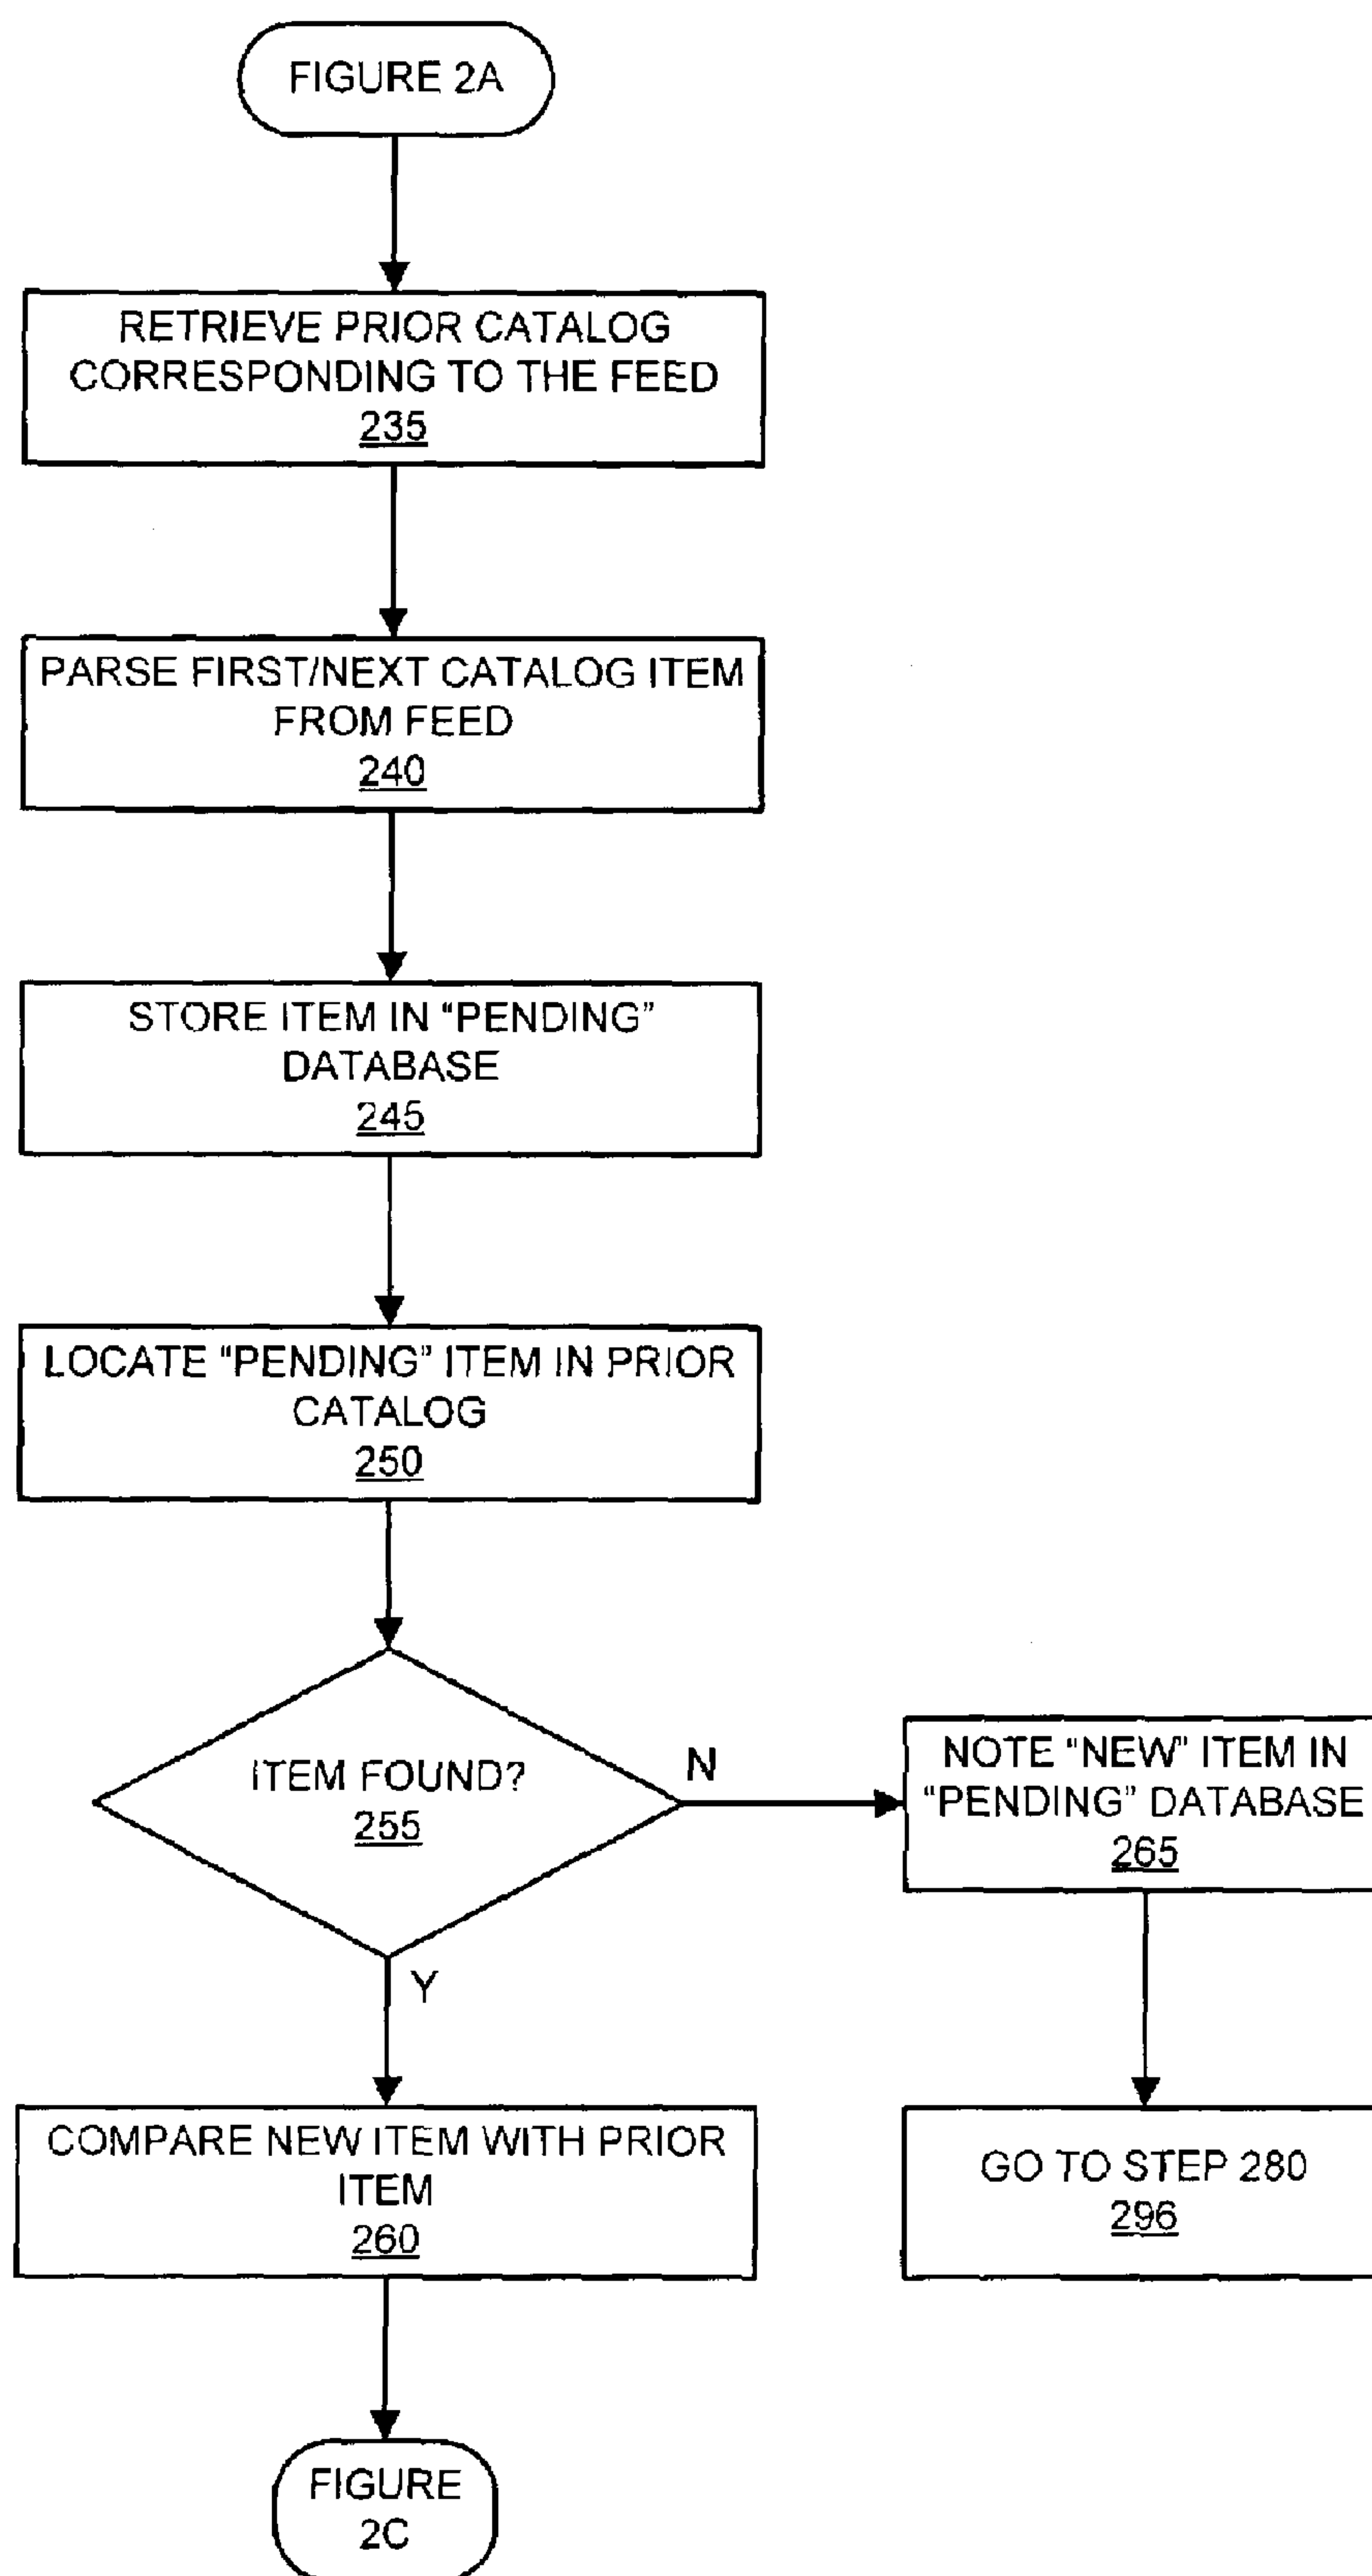 FIGURE 2A
RETRIEVE PRIOR CATALOG
CORRESPONDING TO THE FEED
235
PARSE FIRST/NEXT CATALOG ITEM
FROM FEED
240
STORE ITEM IN “PENDING”
DATABASE
245
LOCATE “PENDING” ITEM IN PRIOR
CATALOG
250
ITEM FOUND?
255
N
NOTE “NEW” ITEM IN
“PENDING” DATABASE
265
Y
COMPARE NEW ITEM WITH PRIOR
ITEM
260
GO TO STEP 280
296
FIGURE
2C